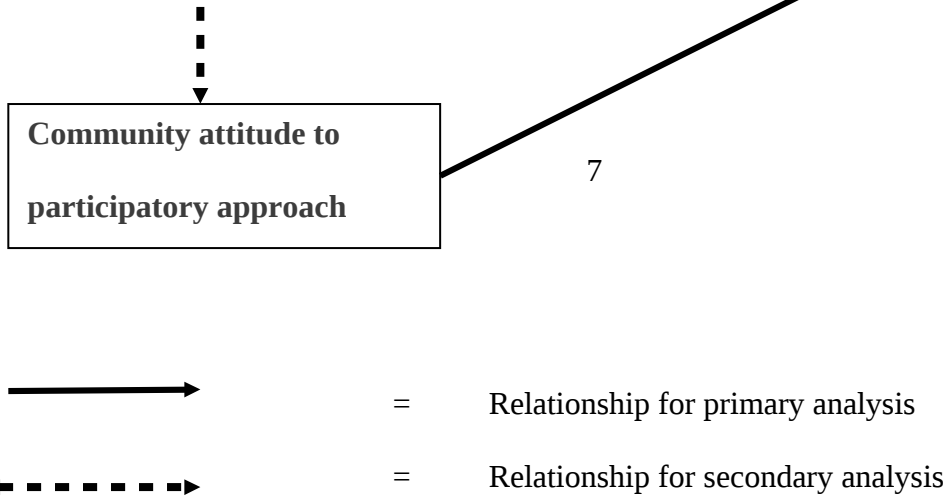 Community attitude to
participatory approach
7
= Relationship for primary analysis
= Relationship for secondary analysis